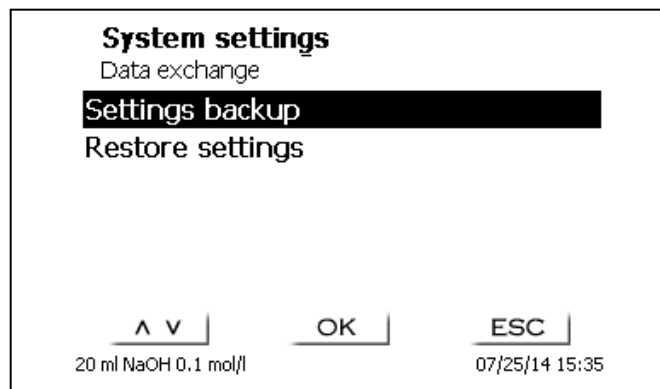 System settings
Data exchange
Settings backup
Restore settings
∧ ∨ OK ESC
20 ml NaOH 0.1 mol/l 07/25/14 15:35